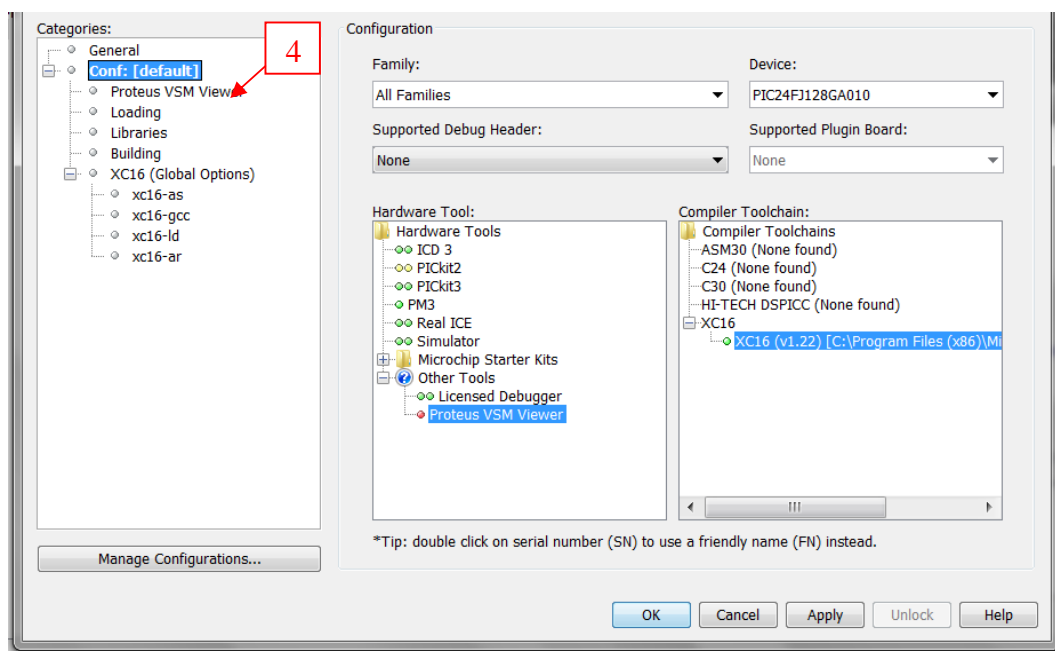 Categories:
General
Conf: [default]
Proteus VSM Viewer
Loading
Libraries
Building
XC16 (Global Options)
xc16-as
xc16-gcc
xc16-ld
xc16-ar
4
Manage Configurations...
Configuration
Family:
Device:
All Families
PIC24FJ128GA010
Supported Debug Header:
Supported Plugin Board:
None
None
Hardware Tool:
Hardware Tools
ICD 3
PICkit2
PICkit3
PM3
Real ICE
Simulator
Microchip Starter Kits
Other Tools
Licensed Debugger
Proteus VSM Viewer
Compiler Toolchain:
Compiler Toolchains
ASM30 (None found)
C24 (None found)
C30 (None found)
HI-TECH DSPICC (None found)
XC16
XC16 (v1.22) [C:\Program Files (x86)\Mi
*Tip: double click on serial number (SN) to use a friendly name (FN) instead.
OK
Cancel
Apply
Unlock
Help